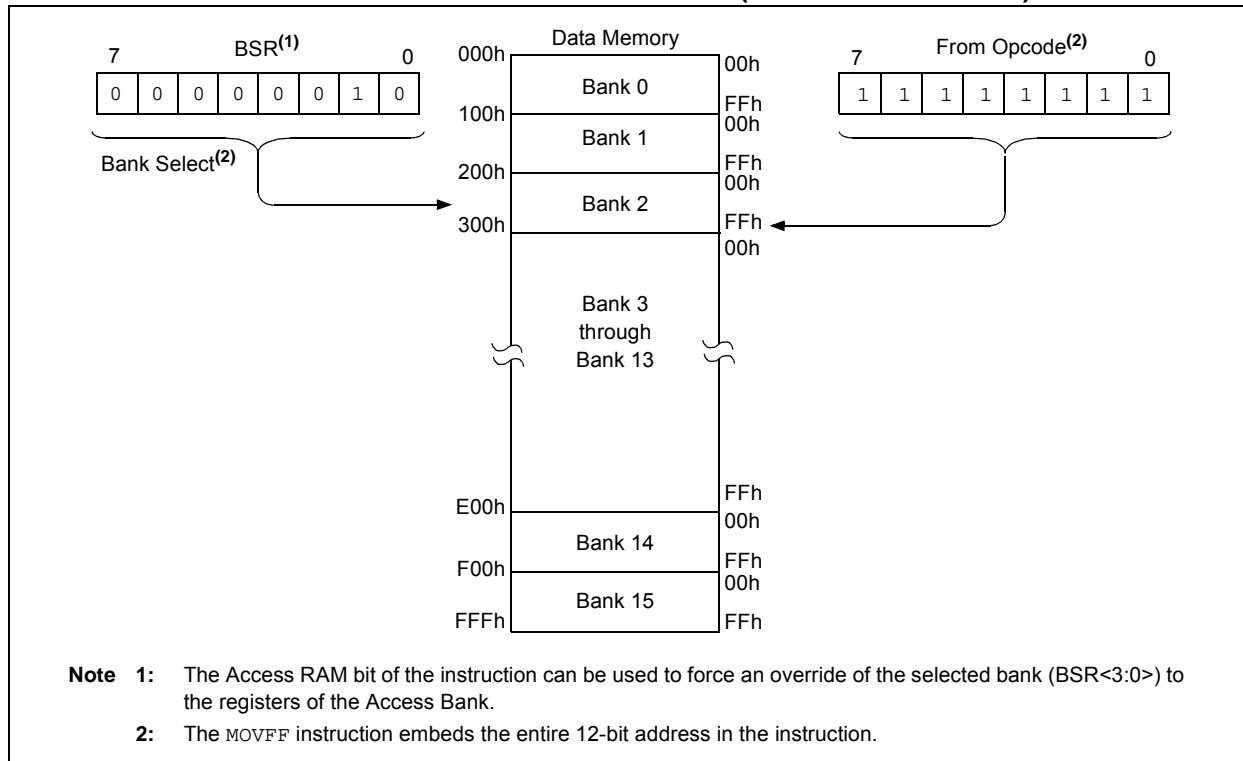 7 BSR(1) 0
0 0 0 0 0 0 1 0
Bank Select(2)
Data Memory
000h
Bank 0
00h
FFh
100h
Bank 1
00h
FFh
200h
Bank 2
00h
FFh
300h
Bank 3
through
Bank 13
00h
FFh
E00h
Bank 14
00h
FFh
F00h
Bank 15
00h
FFFh
FFh
7 From Opcode(2) 0
1 1 1 1 1 1 1 1
Note 1: The Access RAM bit of the instruction can be used to force an override of the selected bank (BSR<3:0>) to
the registers of the Access Bank.
2: The MOVFF instruction embeds the entire 12-bit address in the instruction.